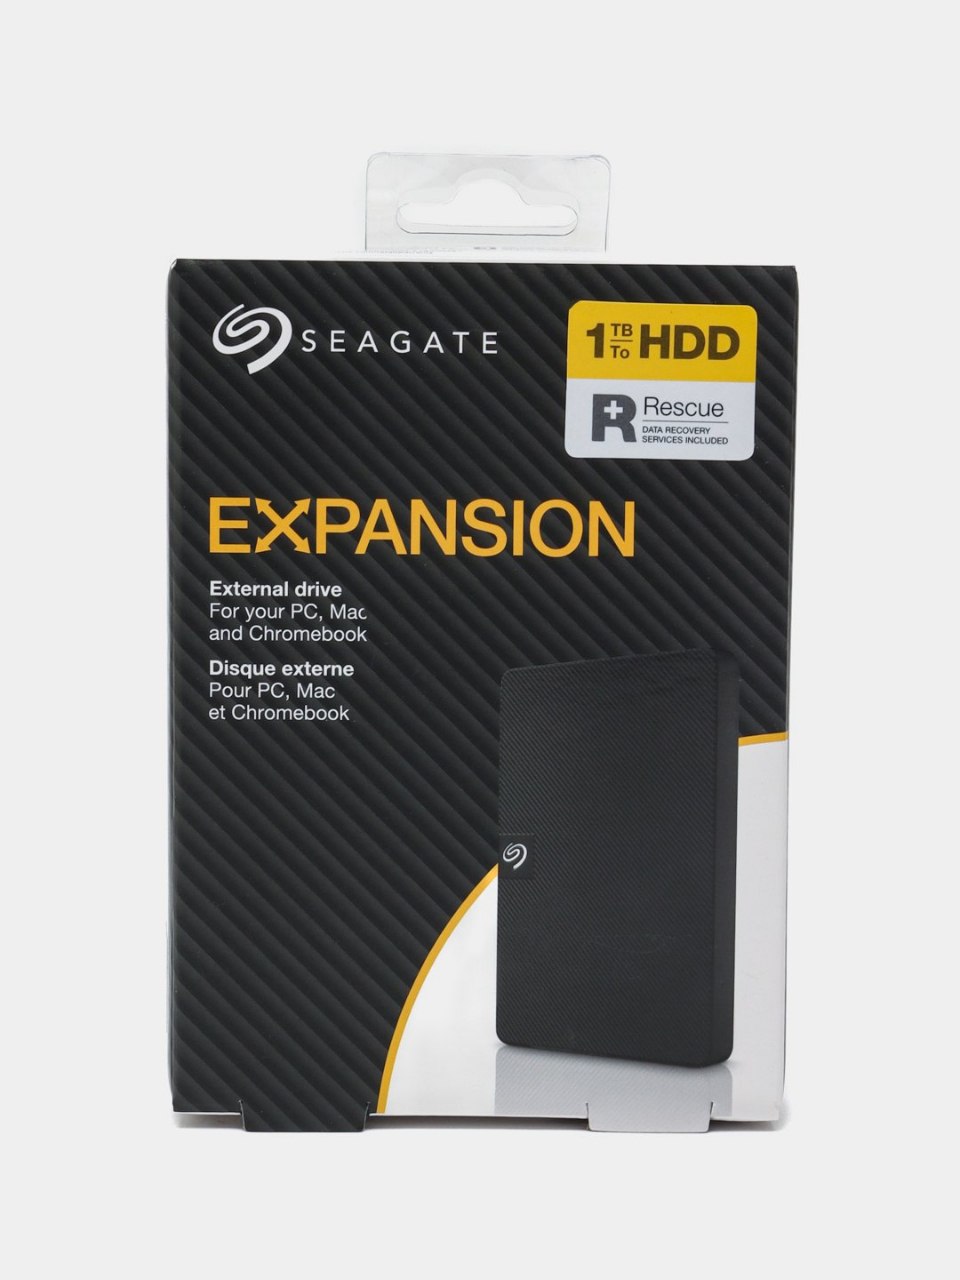 SEAGATE
1 TB To HDD
R Rescue
DATA RECOVERY
SERVICES INCLUDED
EXPANSION
External drive
For your PC, Mac
and Chromebook
Disque externe
Pour PC, Mac
et Chromebook